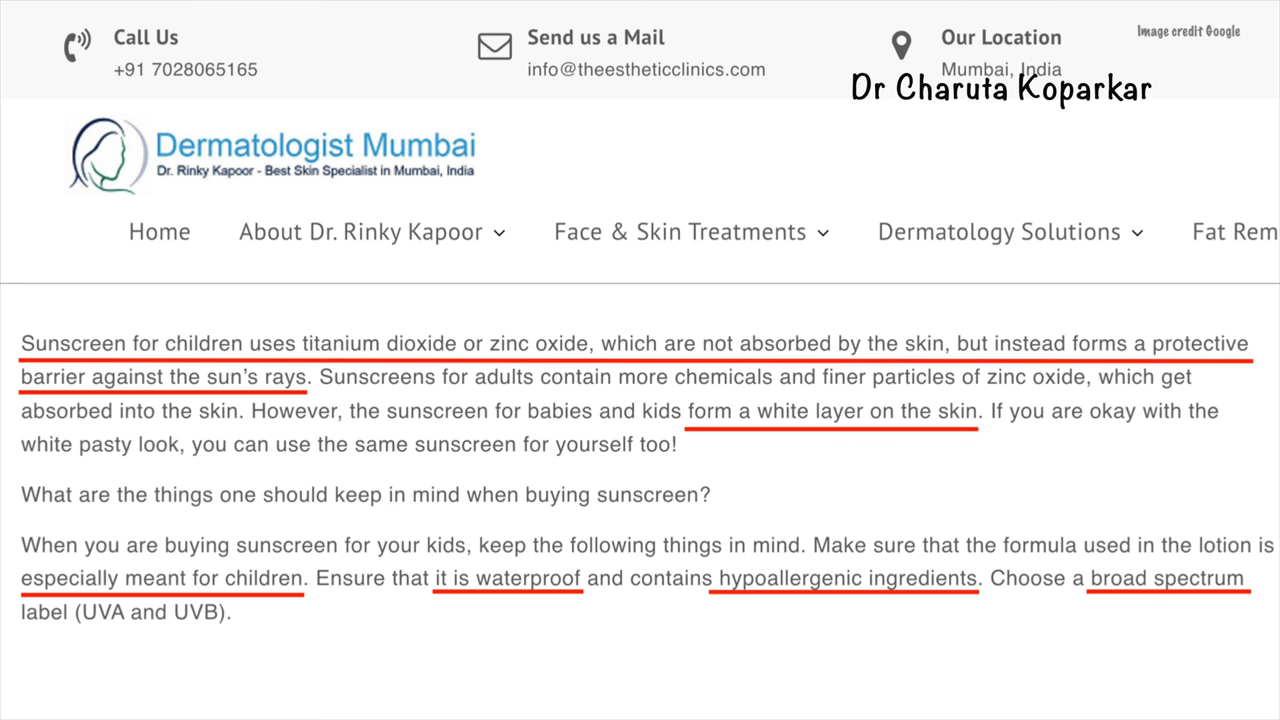 Call Us
+91 7028065165
Send us a Mail
info@theestheticclinics.com
Our Location
Mumbai, India
Image credit Google
Dr Charuta Koparkar
Dermatologist Mumbai
Dr. Rinky Kapoor - Best Skin Specialist in Mumbai, India
Home About Dr. Rinky Kapoor Face & Skin Treatments Dermatology Solutions Fat Rem
Sunscreen for children uses titanium dioxide or zinc oxide, which are not absorbed by the skin, but instead forms a protective
barrier against the sun’s rays. Sunscreens for adults contain more chemicals and finer particles of zinc oxide, which get
absorbed into the skin. However, the sunscreen for babies and kids form a white layer on the skin. If you are okay with the
white pasty look, you can use the same sunscreen for yourself too!
What are the things one should keep in mind when buying sunscreen?
When you are buying sunscreen for your kids, keep the following things in mind. Make sure that the formula used in the lotion is
especially meant for children. Ensure that it is waterproof and contains hypoallergenic ingredients. Choose a broad spectrum
label (UVA and UVB).